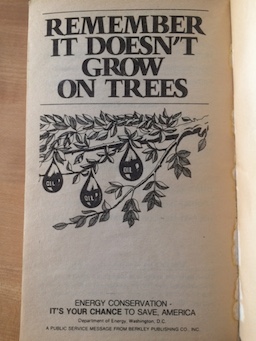 REMEMBER
IT DOESN'T
GROW
ON TREES
OIL
OIL
OIL
ENERGY CONSERVATION -
IT'S YOUR CHANCE TO SAVE, AMERICA
Department of Energy, Washington, D.C.
A PUBLIC SERVICE MESSAGE FROM BERKLEY PUBLISHING CO., INC.